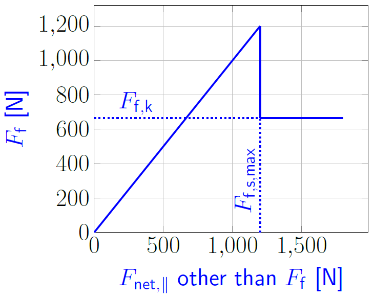 1,200
1,000
800
600
400
200
0
F_f [N]
F_f,k
F_f,s,max
0 500 1,000 1,500
F_net,∥ other than F_f [N]